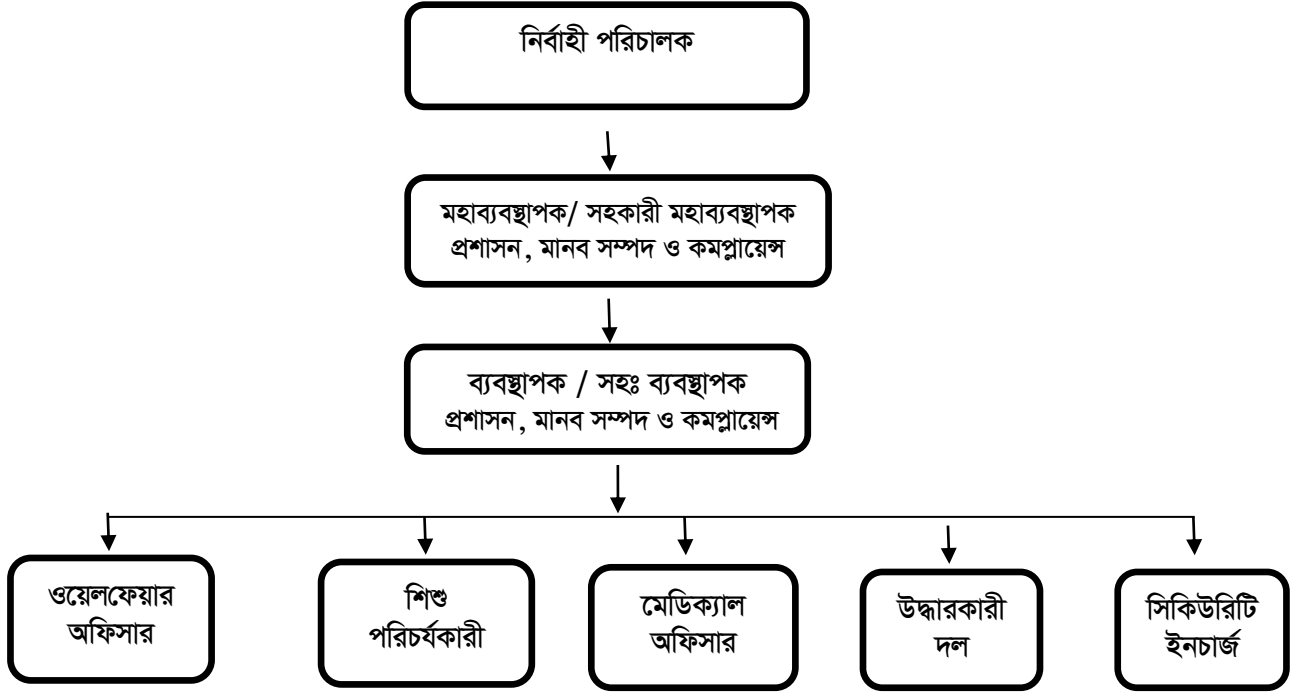 নির্বাহী পরিচালক
মহাব্যবস্থাপক/ সহকারী মহাব্যবস্থাপক
প্রশাসন, মানব সম্পদ ও কমপ্লায়েন্স
ব্যবস্থাপক / সহঃ ব্যবস্থাপক
প্রশাসন, মানব সম্পদ ও কমপ্লায়েন্স
ওয়েলফেয়ার
অফিসার
শিশু
পরিচর্যকারী
মেডিক্যাল
অফিসার
উদ্ধারকারী
দল
সিকিউরিটি
ইনচার্জ